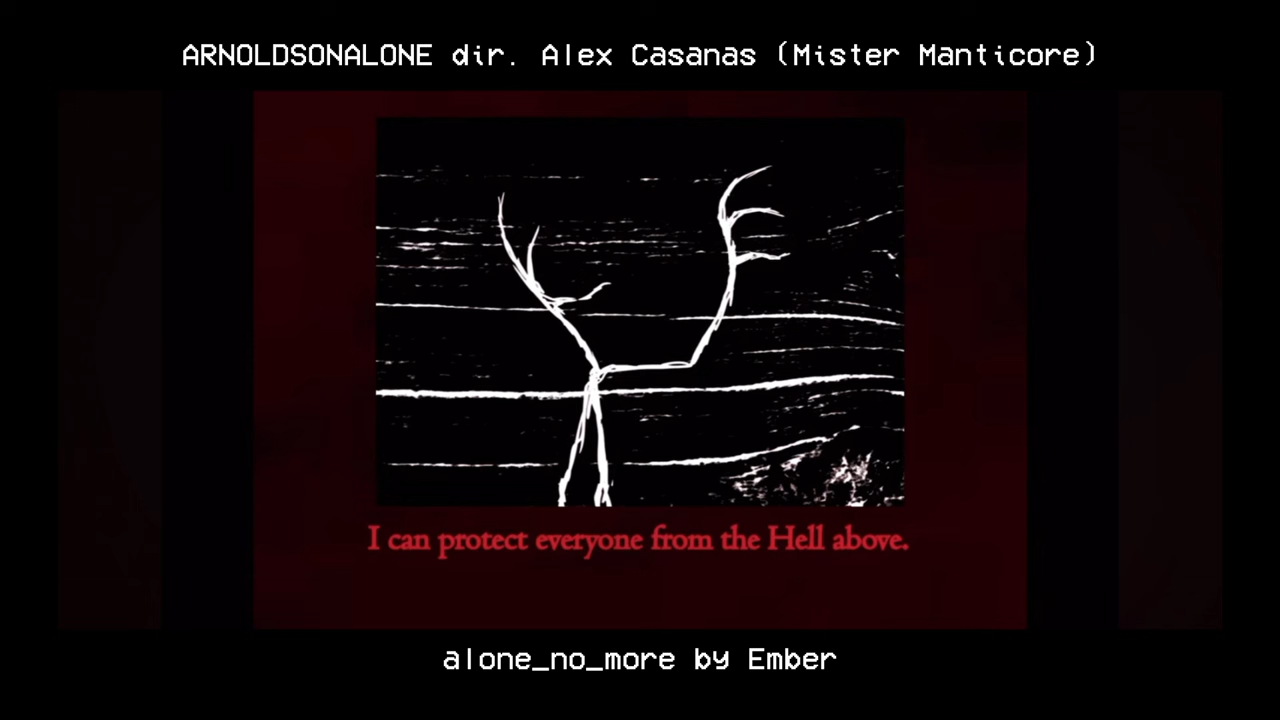 ARNOLDSONALONE dir. Alex Casanas (Mister Manticore)
I can protect everyone from the Hell above.
alone_no_more by Ember